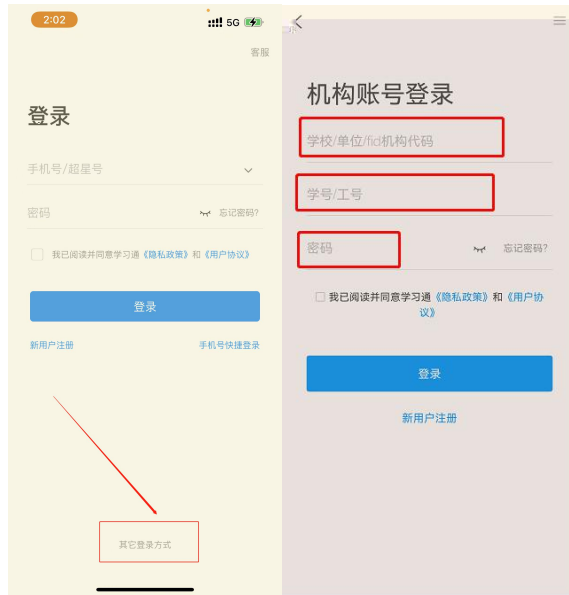 2:02
5G
客服
登录
手机号/超星号
密码
忘记密码?
我已阅读并同意学习通《隐私政策》和《用户协议》
登录
新用户注册
手机号快捷登录
其它登录方式
机构账号登录
学校/单位/fid机构代码
学号/工号
密码
忘记密码?
我已阅读并同意学习通《隐私政策》和《用户协
议》
登录
新用户注册